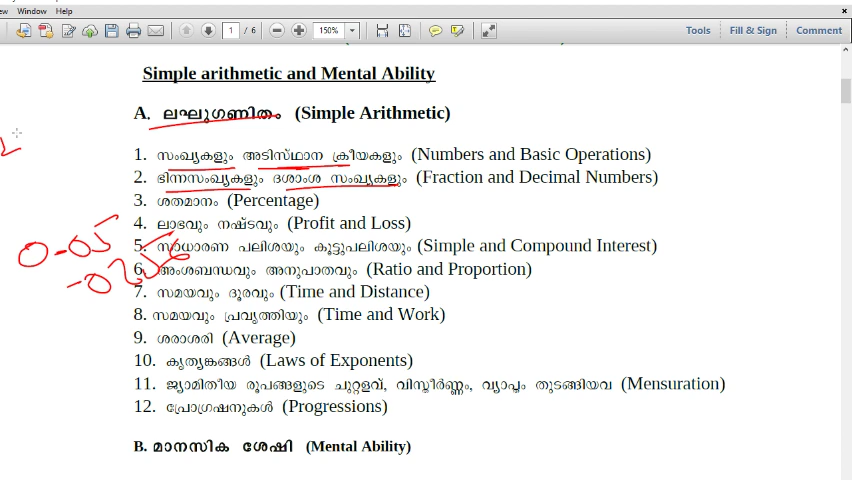 Window Help
1 / 6 150% Tools Fill & Sign Comment
Simple arithmetic and Mental Ability
A. ലഘുഗണിതം (Simple Arithmetic)
1. സംഖ്യകളും അടിസ്ഥാന ക്രിയകളും (Numbers and Basic Operations)
2. ഭിന്നസംഖ്യകളും ദശാംശ സംഖ്യകളും (Fraction and Decimal Numbers)
3. ശതമാനം (Percentage)
4. ലാഭവും നഷ്ടവും (Profit and Loss)
5. സാധാരണ പലിശയും കൂട്ടുപലിശയും (Simple and Compound Interest)
6. അംശബന്ധവും അനുപാതവും (Ratio and Proportion)
7. സമയവും ദൂരവും (Time and Distance)
8. സമയവും പ്രവൃത്തിയും (Time and Work)
9. ശരാശരി (Average)
10. കൃത്യങ്കങ്ങൾ (Laws of Exponents)
11. ജ്യാമിതീയ രൂപങ്ങളുടെ ചുറ്റളവ്, വിസ്തീർണ്ണം, വ്യാപ്തം തുടങ്ങിയവ (Mensuration)
12. പ്രോഗ്രഷനുകൾ (Progressions)
B. മാനസിക ശേഷി (Mental Ability)